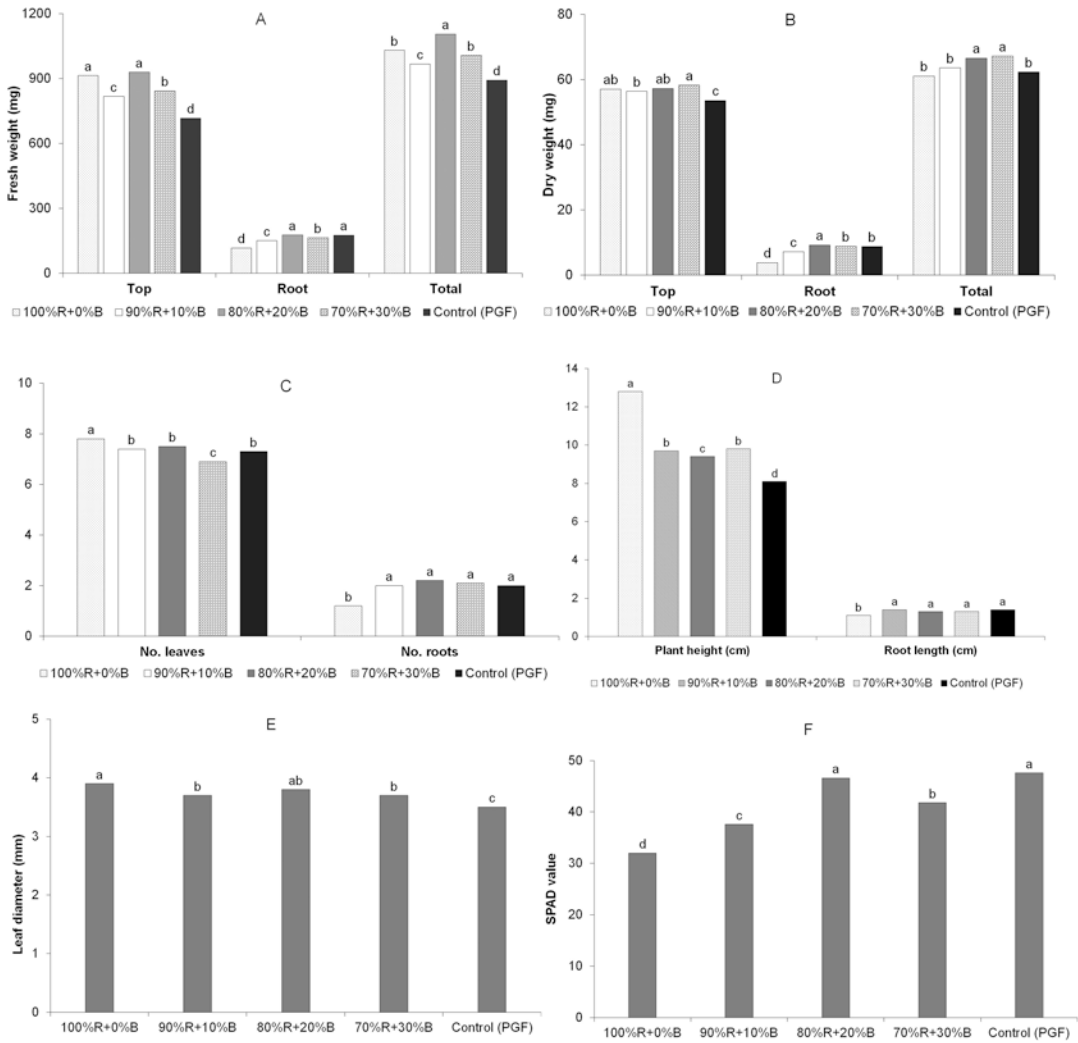 A
Fresh weight (mg)
1200
900
600
300
0
a c a b d
d c a b a
b c a b d
Top Root Total
100%R+0%B 90%R+10%B 80%R+20%B 70%R+30%B Control (PGF)
B
Dry weight (mg)
80
60
40
20
0
ab b ab a c
d c a b b
b b a a b
Top Root Total
100%R+0%B 90%R+10%B 80%R+20%B 70%R+30%B Control (PGF)
C
10
8
6
4
2
0
a b b c b
b a a a a
No. leaves No. roots
100%R+0%B 90%R+10%B 80%R+20%B 70%R+30%B Control (PGF)
D
14
12
10
8
6
4
2
0
a b c b d
b a a a a
Plant height (cm) Root length (cm)
100%R+0%B 90%R+10%B 80%R+20%B 70%R+30%B Control (PGF)
E
Leaf diameter (mm)
5
4
3
2
1
0
a b ab b c
100%R+0%B 90%R+10%B 80%R+20%B 70%R+30%B Control (PGF)
F
SPAD value
50
40
30
20
10
0
d c a b a
100%R+0%B 90%R+10%B 80%R+20%B 70%R+30%B Control (PGF)